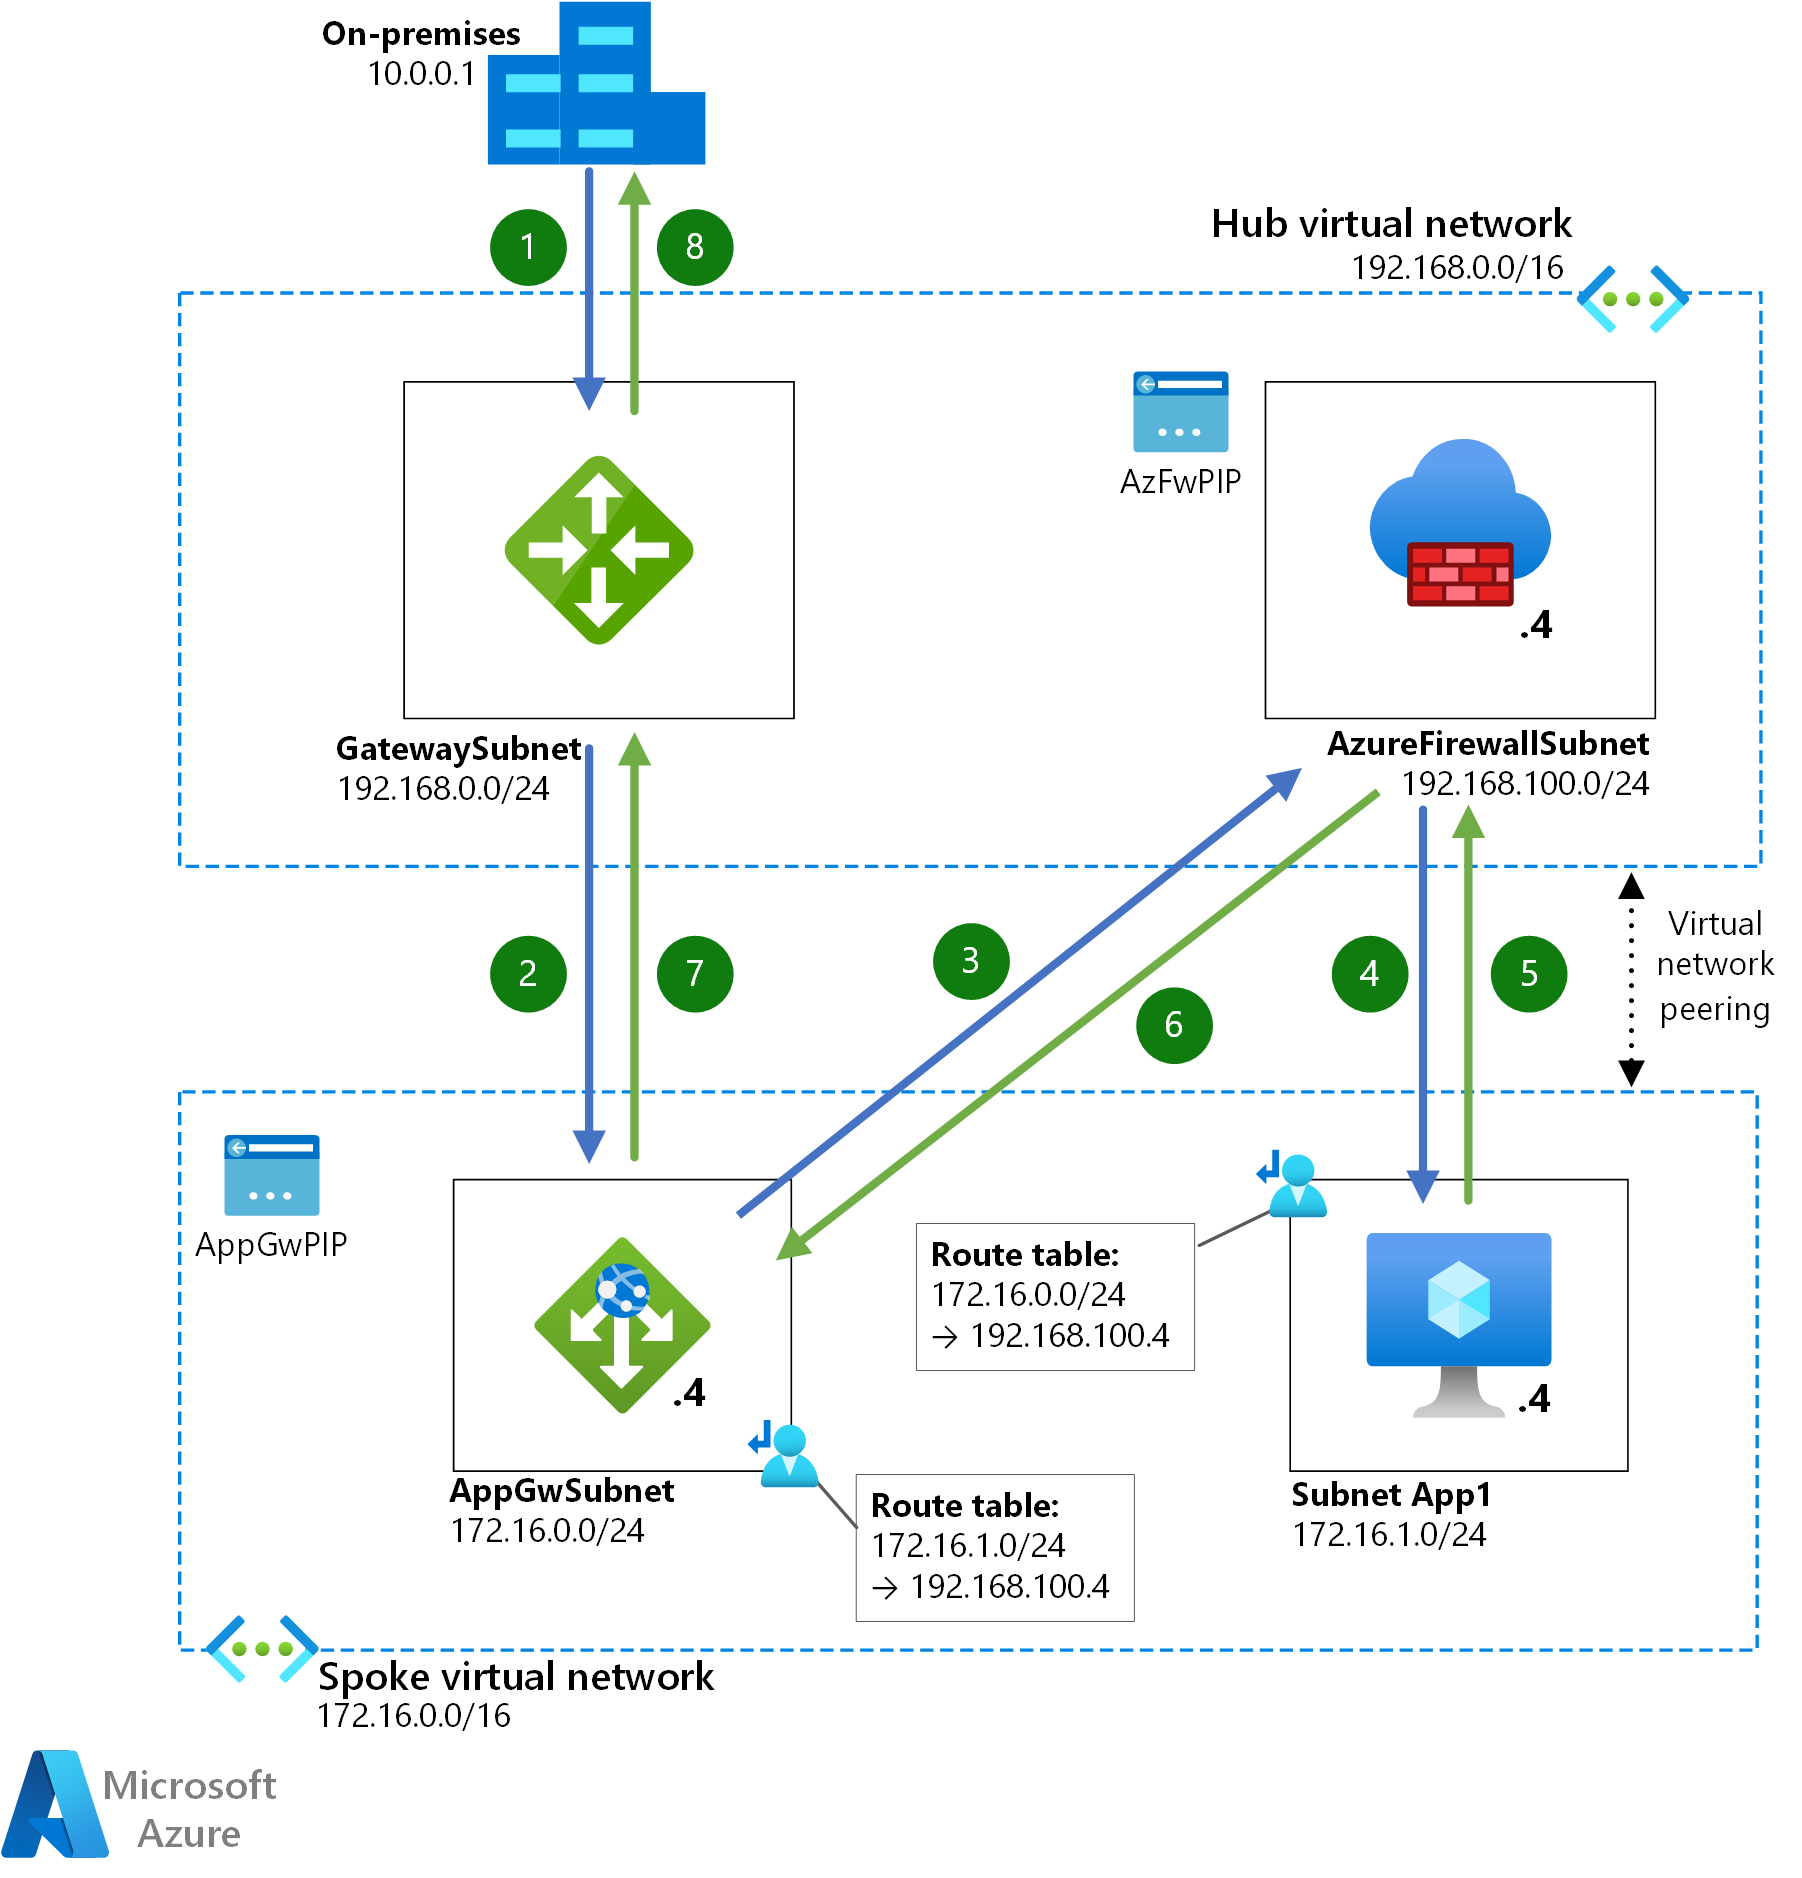 On-premises
10.0.0.1
1
8
Hub virtual network
192.168.0.0/16
AzFwPIP
.4
GatewaySubnet
192.168.0.0/24
AzureFirewallSubnet
192.168.100.0/24
2
7
3
6
4
5
Virtual
network
peering
AppGwPIP
.4
Route table:
172.16.0.0/24
→ 192.168.100.4
.4
AppGwSubnet
172.16.0.0/24
Route table:
172.16.1.0/24
→ 192.168.100.4
Subnet App1
172.16.1.0/24
Spoke virtual network
172.16.0.0/16
Microsoft
Azure